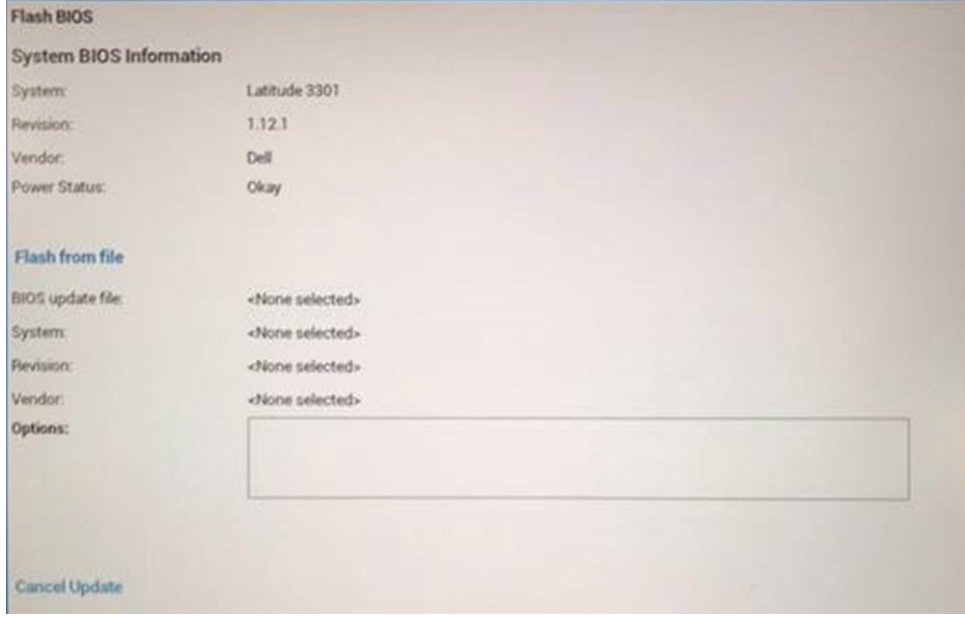 Flash BIOS
System BIOS Information
System: Latitude 3301
Revision: 1.12.1
Vendor: Dell
Power Status: Okay
Flash from file
BIOS update file: <None selected>
System: <None selected>
Revision: <None selected>
Vendor: <None selected>
Options:
Cancel Update